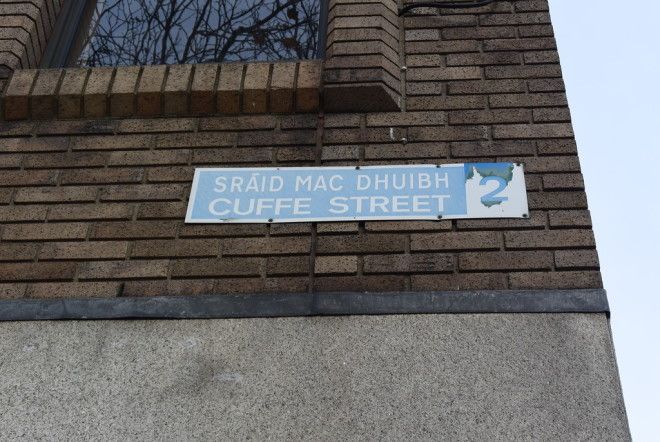 SRÁID MAC DHUIBH
CUFFE STREET
2